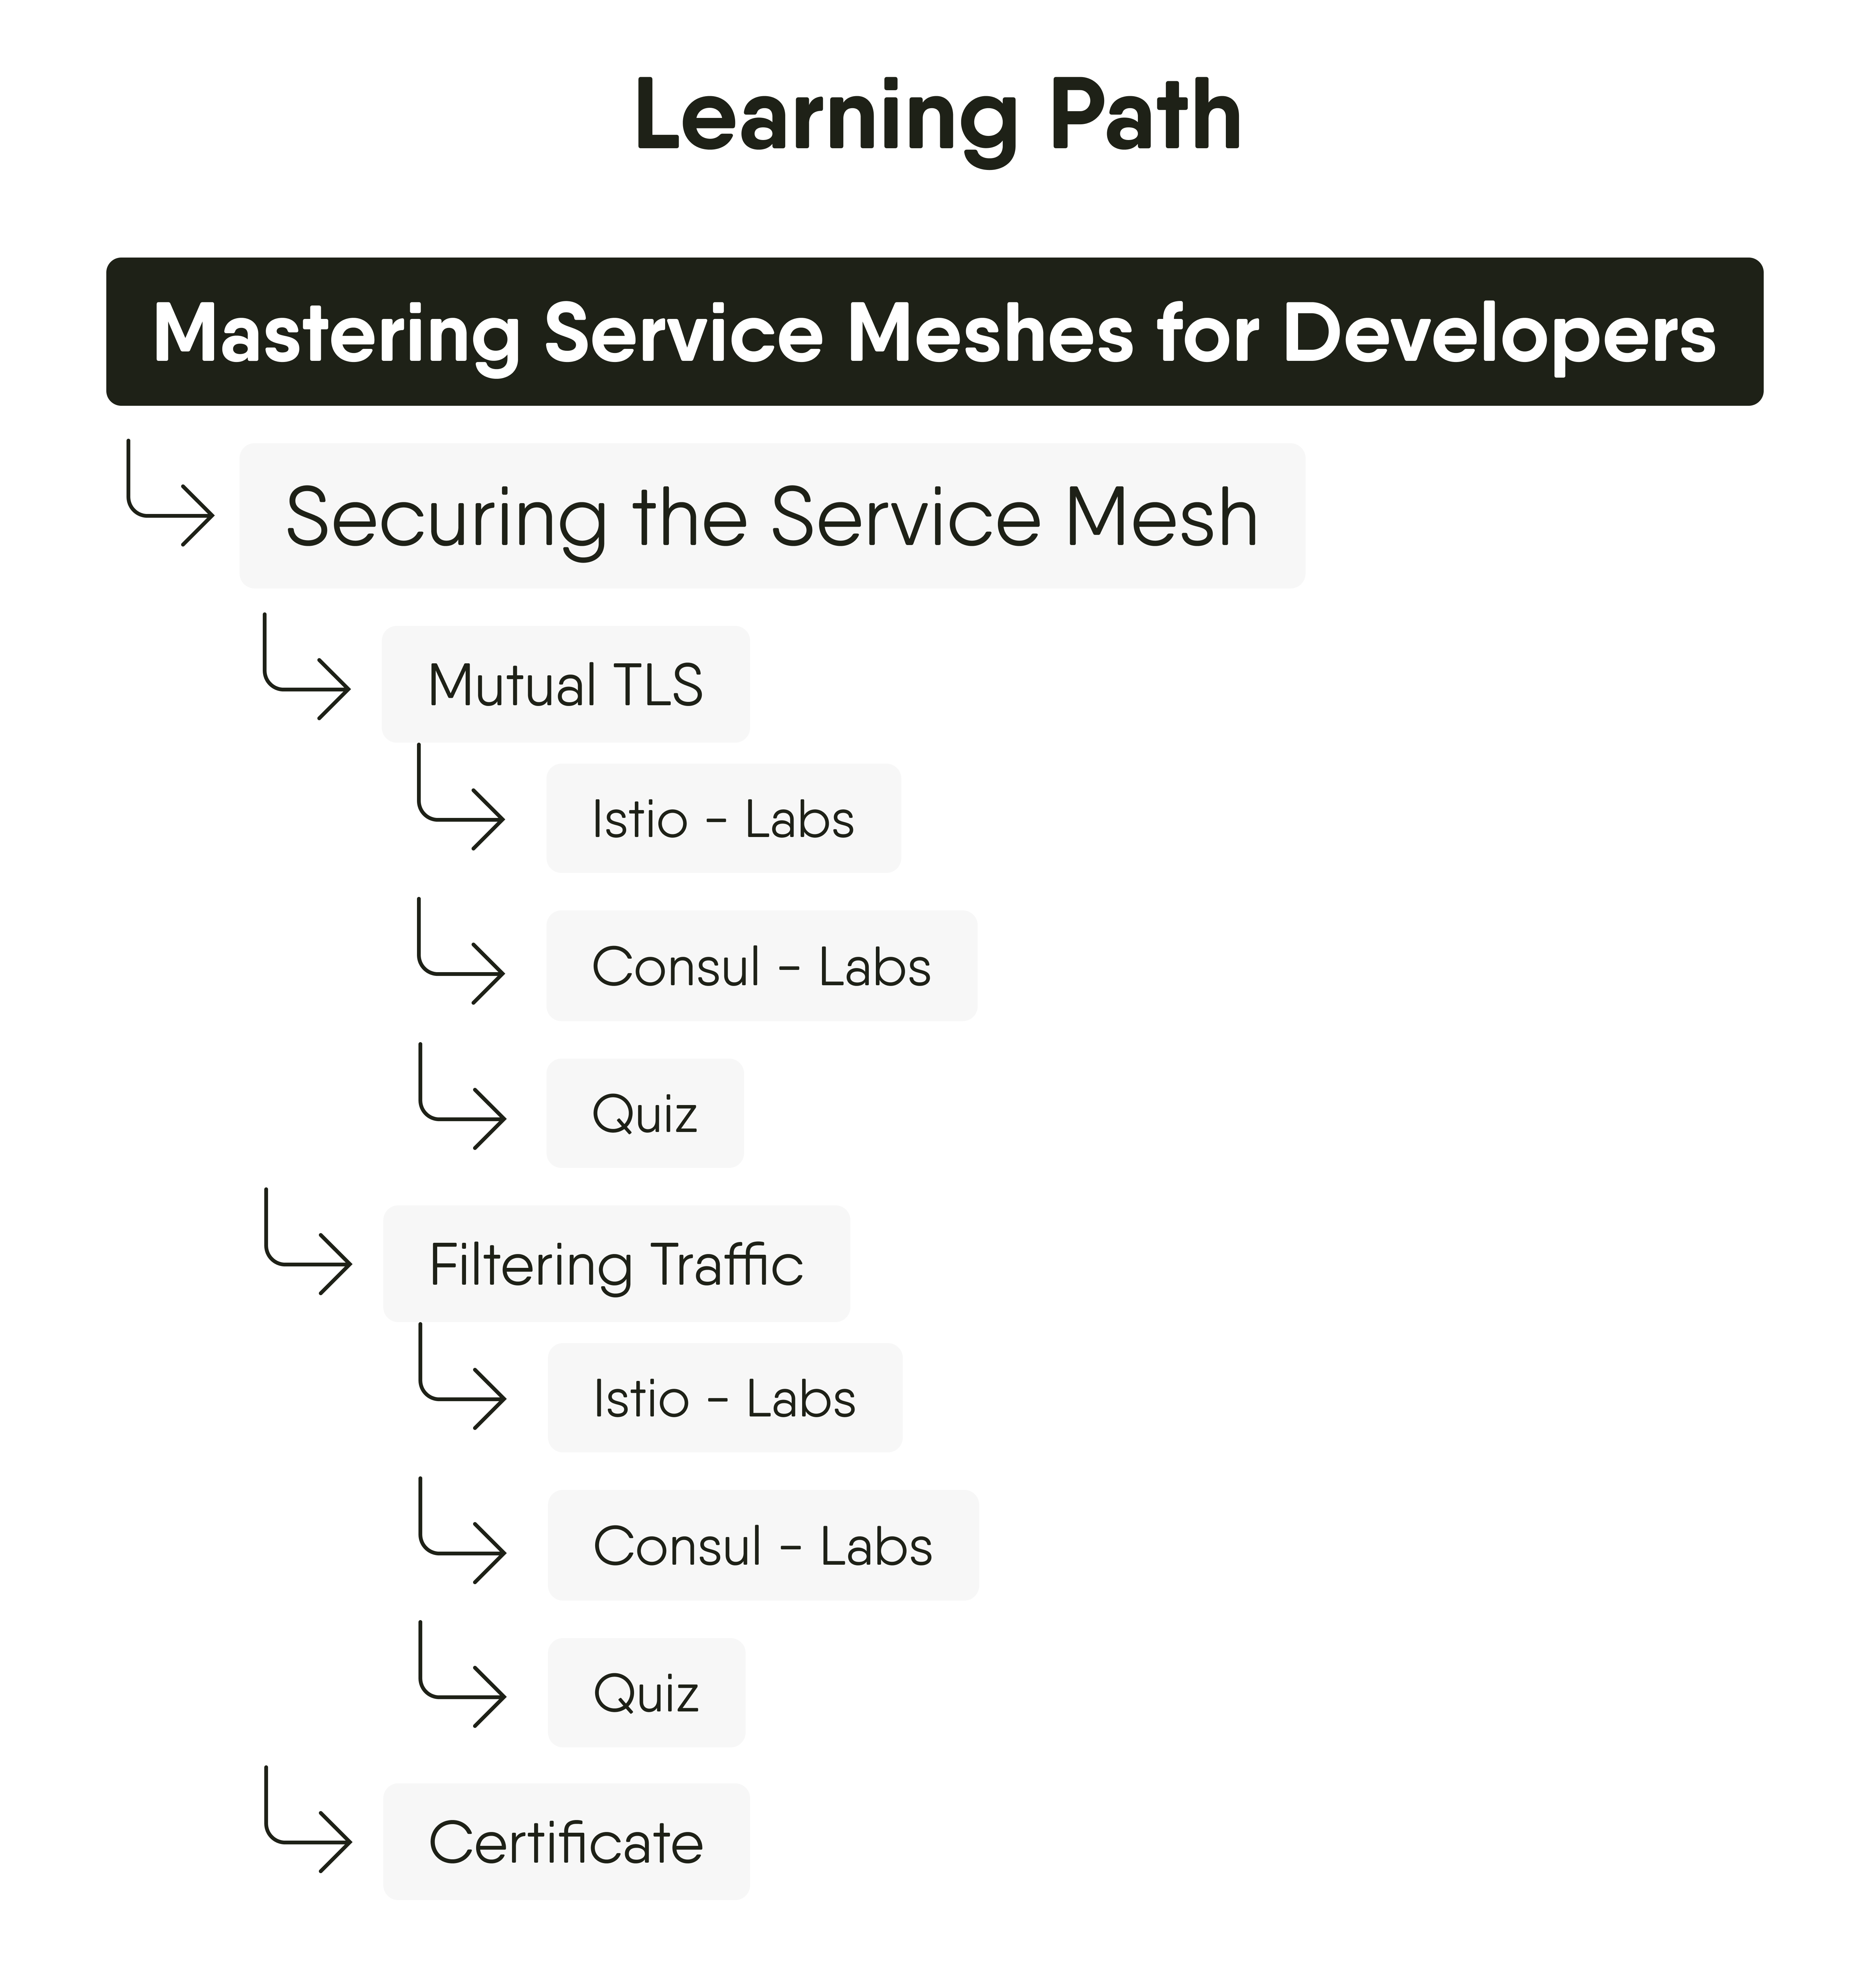 Learning Path
Mastering Service Meshes for Developers
Securing the Service Mesh
Mutual TLS
Istio - Labs
Consul - Labs
Quiz
Filtering Traffic
Istio - Labs
Consul - Labs
Quiz
Certificate